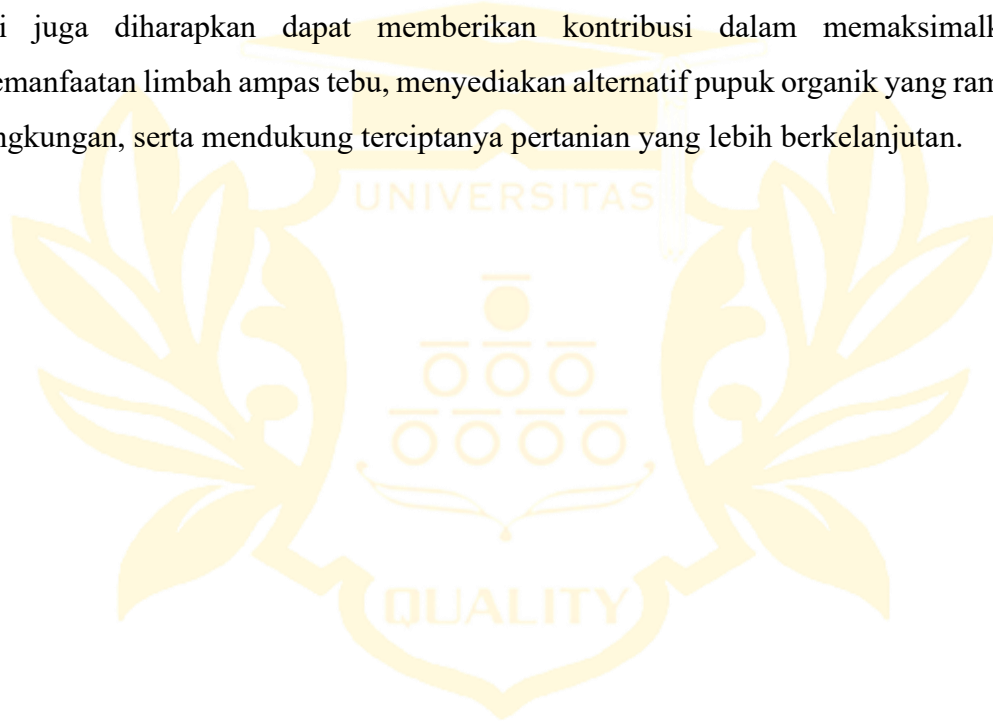 i juga diharapkan dapat memberikan kontribusi dalam memaksimalk
emanfaatan limbah ampas tebu, menyediakan alternatif pupuk organik yang ram
ngkungan, serta mendukung terciptanya pertanian yang lebih berkelanjutan.
UNIVERSITAS
QUALITY